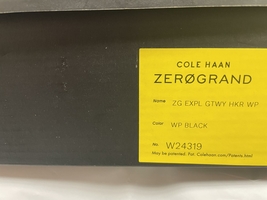 COLE HAAN
ZERØGRAND
Name ZG EXPL GTWY HKR WP
Color WP BLACK
No W24319
May be patented. For Colehaan.com/Patents.html